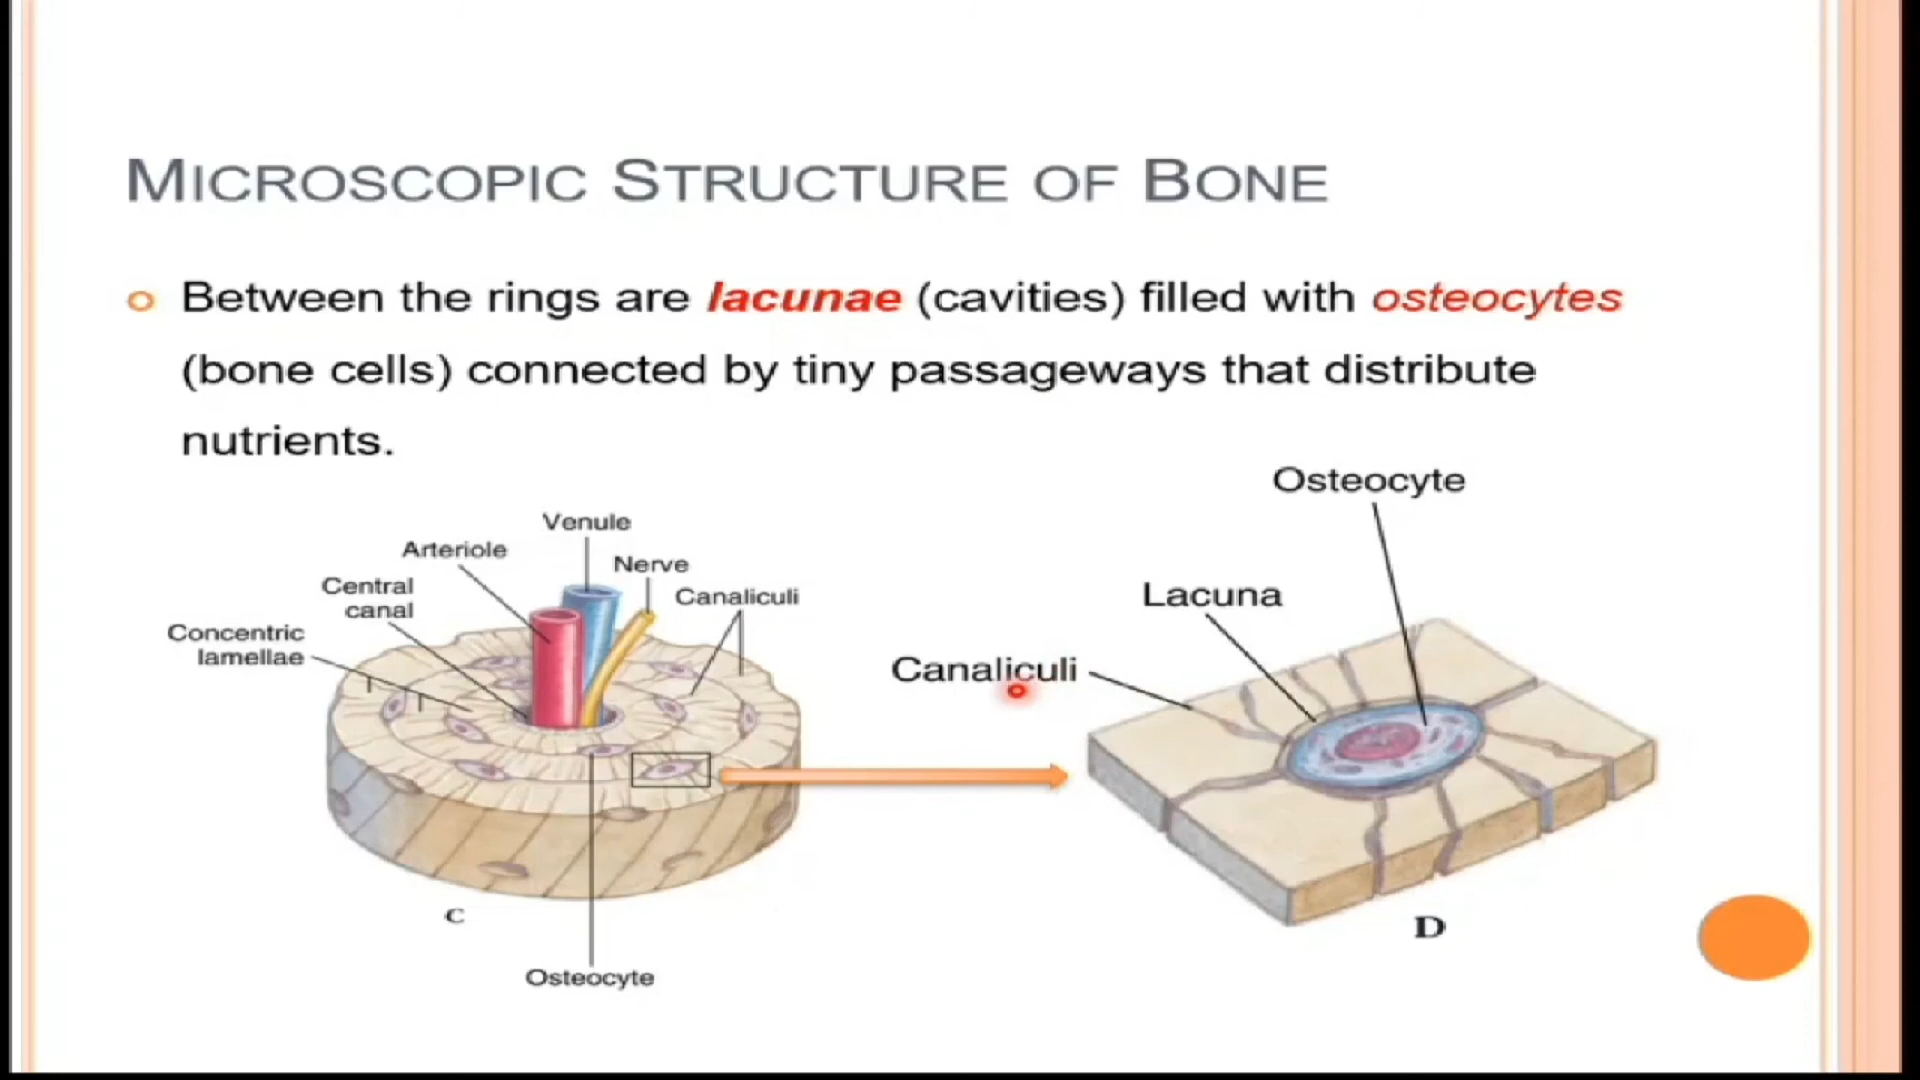 MICROSCOPIC STRUCTURE OF BONE
Between the rings are lacunae (cavities) filled with osteocytes
(bone cells) connected by tiny passageways that distribute
nutrients.
Osteocyte
Venule
Arteriole
Nerve
Central
canal
Canaliculi
Lacuna
Concentric
lamellae
Canaliculi
C
D
Osteocyte